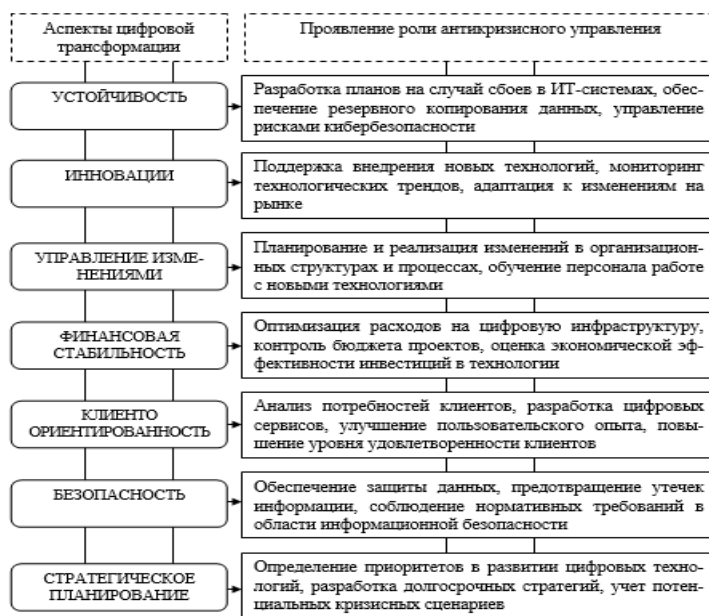 Аспекты цифровой
трансформации
Проявление роли антикризисного управления
УСТОЙЧИВОСТЬ
Разработка планов на случай сбоев в ИТ-системах, обес-
печение резервного копирования данных, управление
рисками кибербезопасности
ИННОВАЦИИ
Поддержка внедрения новых технологий, мониторинг
технологических трендов, адаптация к изменениям на
рынке
УПРАВЛЕНИЕ ИЗМЕ-
НЕНИЯМИ
Планирование и реализация изменений в организацион-
ных структурах и процессах, обучение персонала работе
с новыми технологиями
ФИНАНСОВАЯ
СТАБИЛЬНОСТЬ
Оптимизация расходов на цифровую инфраструктуру,
контроль бюджета проектов, оценка экономической эф-
фективности инвестиций в технологии
КЛИЕНТО
ОРИЕНТИРОВАННОСТЬ
Анализ потребностей клиентов, разработка цифровых
сервисов, улучшение пользовательского опыта, повы-
шение уровня удовлетворенности клиентов
БЕЗОПАСНОСТЬ
Обеспечение защиты данных, предотвращение утечек
информации, соблюдение нормативных требований в
области информационной безопасности
СТРАТЕГИЧЕСКОЕ
ПЛАНИРОВАНИЕ
Определение приоритетов в развитии цифровых техно-
логий, разработка долгосрочных стратегий, учет потен-
циальных кризисных сценариев